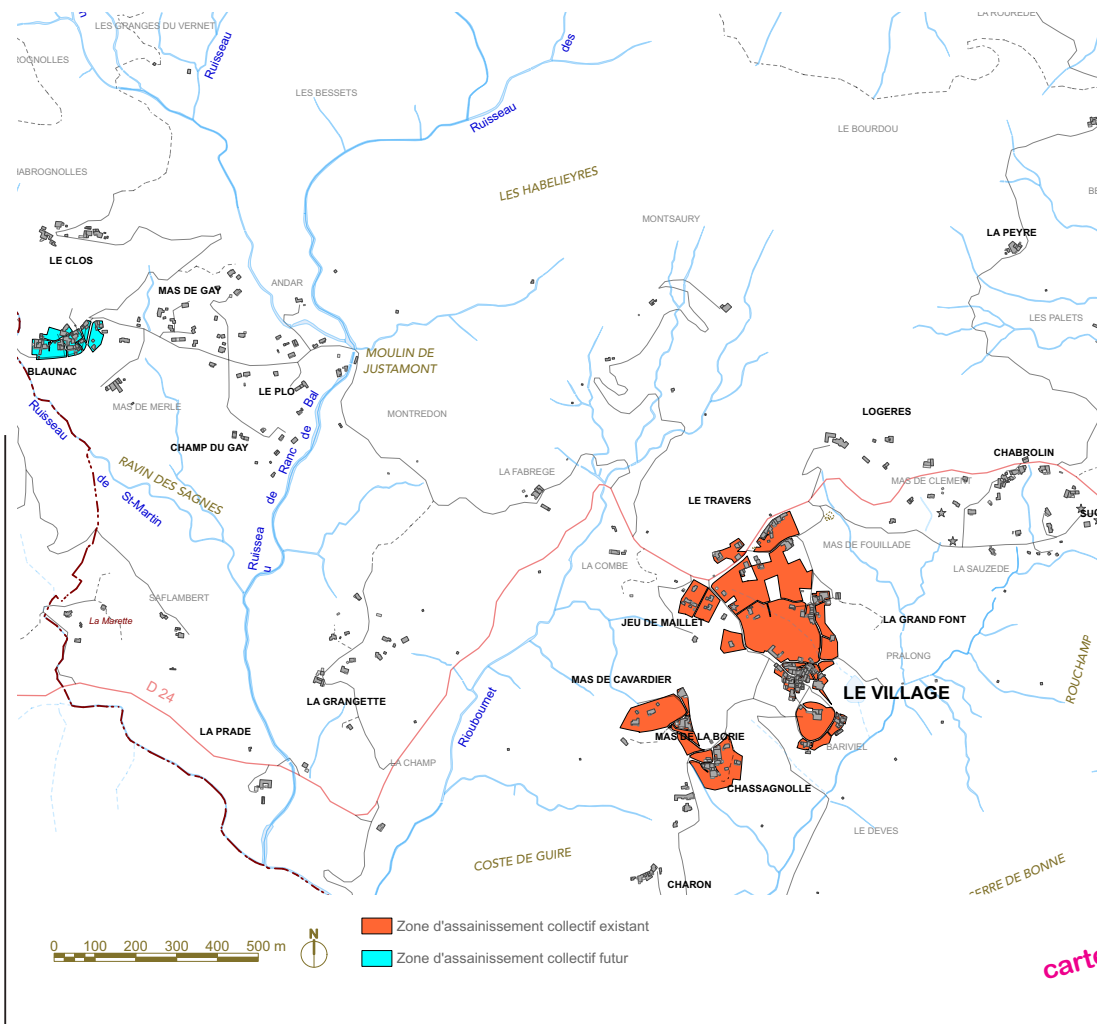 LES GRANGES DU VERNET
Ruisseau
des
LA ROUREDE
LES BESSETS
Ruisseau
LE BOURDOU
LES HABELIEYRES
MONTSAURY
LA PEYRE
LE CLOS
ANDAR
MAS DE GAY
LES PALETS
MOULIN DE
JUSTAMONT
BLAUNAC
LE PLO
MAS DE MERLE
MONTREDON
LOGERES
Ruisseau
de
St-Martin
CHAMP DU GAY
RAVIN DES SAGNES
Ruissea
u
de
Ranc
de
Bal
LA FABREGE
CHABROLIN
MAS DE CLEMENT
LE TRAVERS
MAS DE FOUILLADE
LA COMBE
LA SAUZEDE
SAFLAMBERT
La Marette
JEU DE MAILLET
LA GRAND FONT
PRALONG
ROUCHAMP
MAS DE CAVARDIER
LE VILLAGE
D 24
LA GRANGETTE
Rioubournet
LA PRADE
MAS DE LA BORIE
BARIVIEL
LA CHAMP
CHASSAGNOLLE
LE DEVES
COSTE DE GUIRE
CHARON
N
0 100 200 300 400 500 m
Zone d'assainissement collectif existant
Zone d'assainissement collectif futur